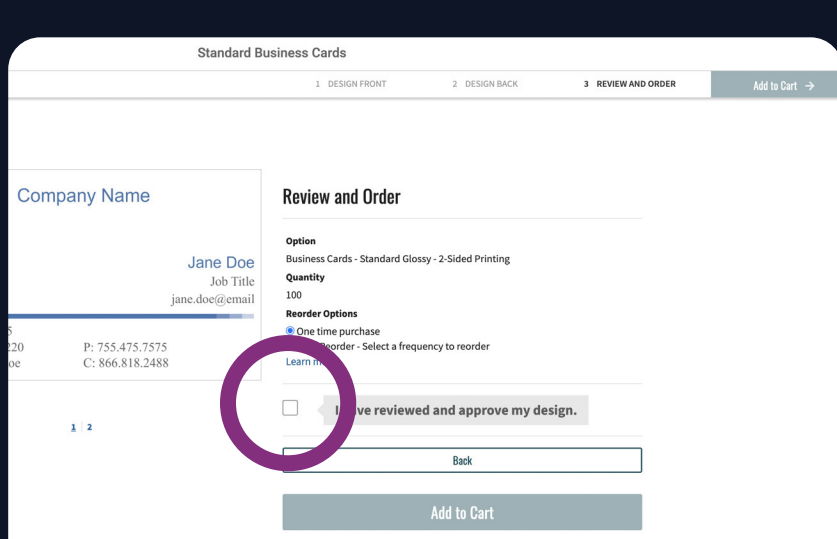 Standard Business Cards
1 DESIGN FRONT 2 DESIGN BACK 3 REVIEW AND ORDER Add to Cart →
Company Name
Jane Doe
Job Title
jane.doe@email
5
220 P: 755.475.7575
oe C: 866.818.2488
1 2
Review and Order
Option
Business Cards - Standard Glossy - 2-Sided Printing
Quantity
100
Reorder Options
One time purchase
Reorder - Select a frequency to reorder
Learn
reviewed and approve my design.
Back
Add to Cart